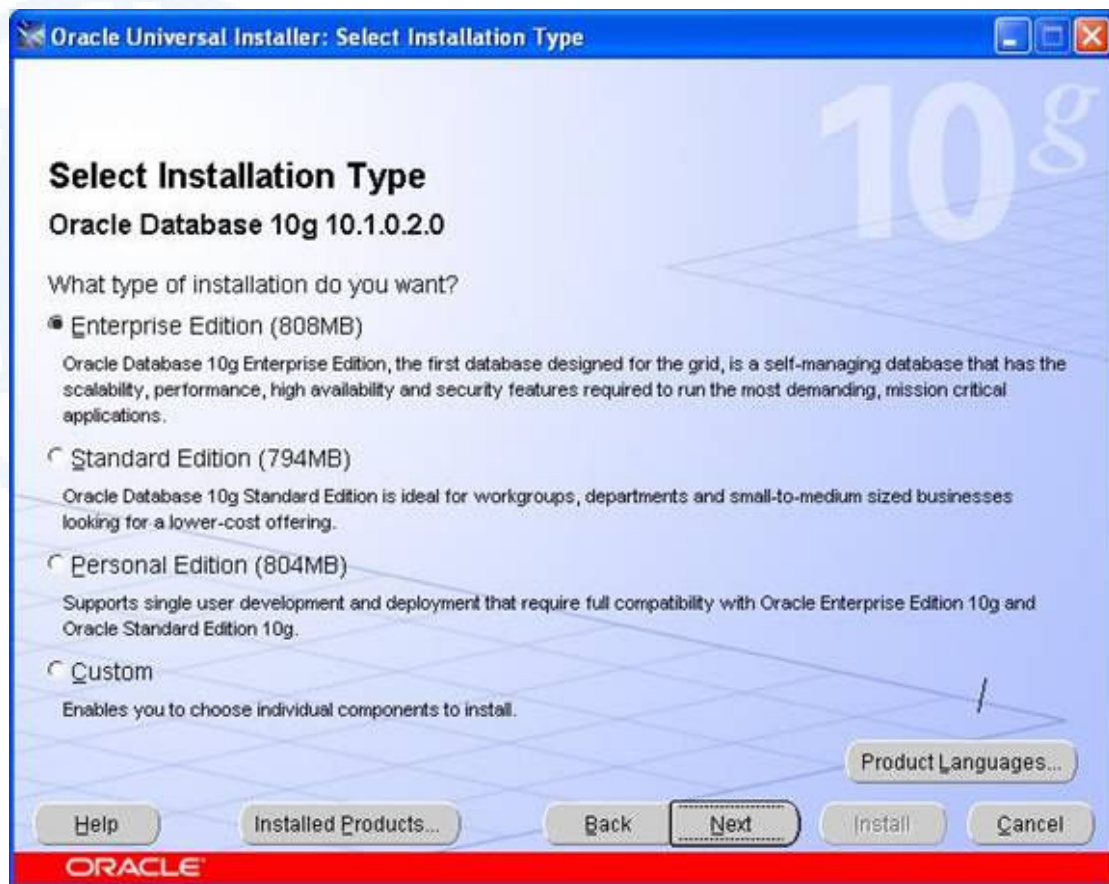 Oracle Universal Installer: Select Installation Type
10g
Select Installation Type
Oracle Database 10g 10.1.0.2.0
What type of installation do you want?
Enterprise Edition (808MB)
Oracle Database 10g Enterprise Edition, the first database designed for the grid, is a self-managing database that has the
scalability, performance, high availability and security features required to run the most demanding, mission critical
applications.
Standard Edition (794MB)
Oracle Database 10g Standard Edition is ideal for workgroups, departments and small-to-medium sized businesses
looking for a lower-cost offering.
Personal Edition (804MB)
Supports single user development and deployment that require full compatibility with Oracle Enterprise Edition 10g and
Oracle Standard Edition 10g.
Custom
Enables you to choose individual components to install.
Product Languages...
Help Installed Products... Back Next Install Cancel
ORACLE